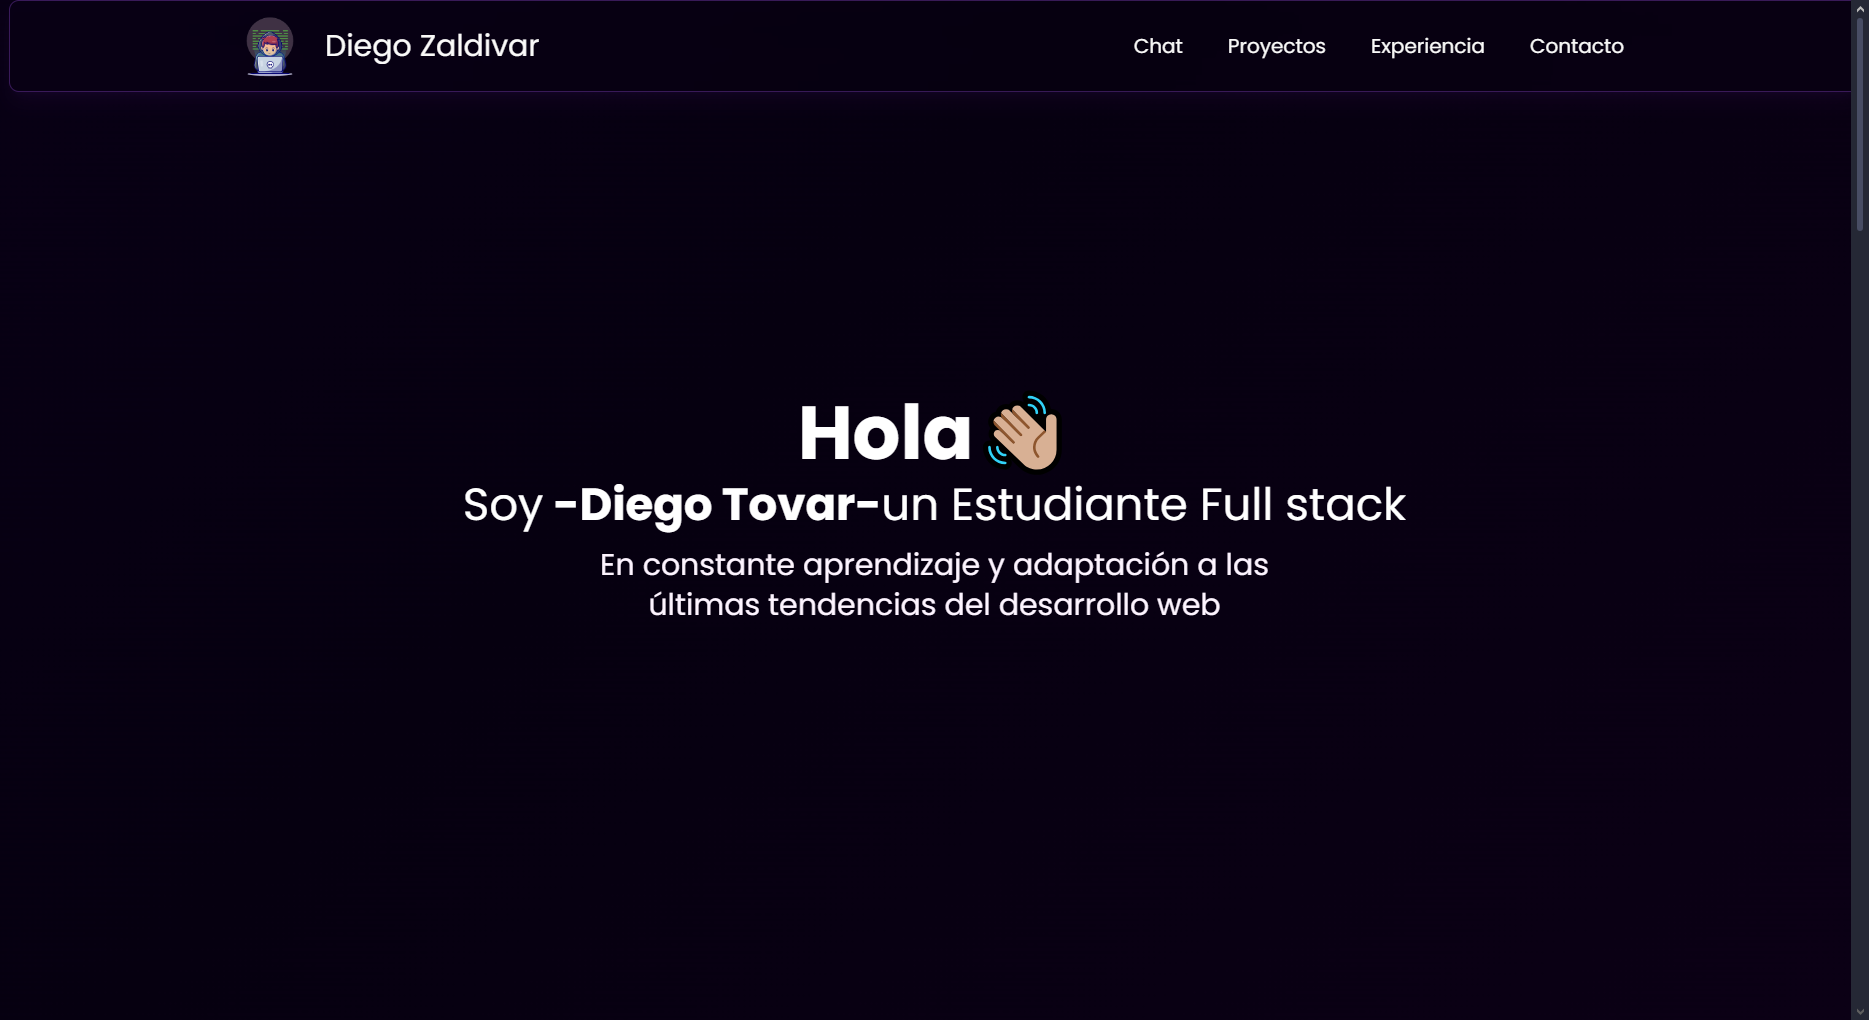 Diego Zaldivar
Chat
Proyectos
Experiencia
Contacto
Hola
Soy -Diego Tovar-un Estudiante Full stack
En constante aprendizaje y adaptación a las
últimas tendencias del desarrollo web